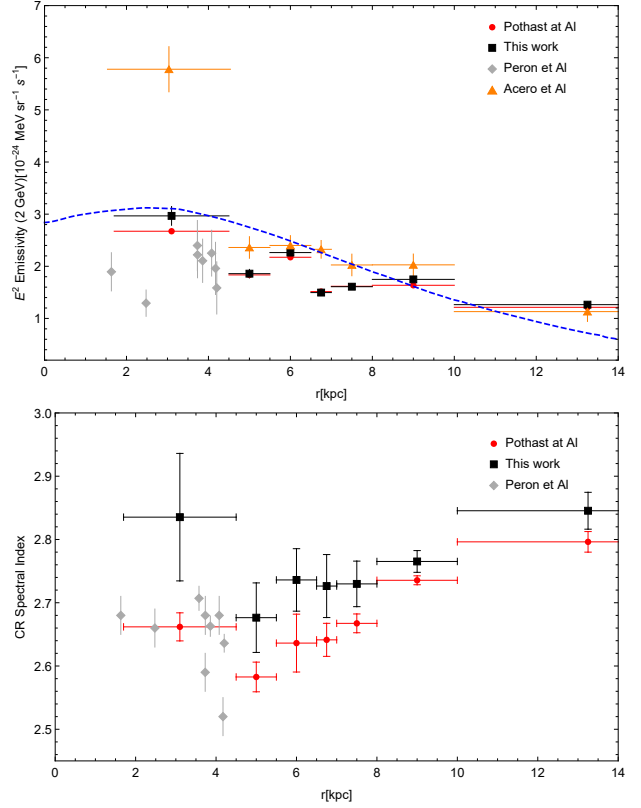 7
6
5
4
3
2
1
0 2 4 6 8 10 12 14
E² Emissivity (2 GeV)[10⁻²⁴ MeV sr⁻¹ s⁻¹]
r[kpc]
Pothast at Al
This work
Peron et Al
Acero et Al
3.0
2.9
2.8
2.7
2.6
2.5
0 2 4 6 8 10 12 14
CR Spectral Index
r[kpc]
Pothast at Al
This work
Peron et Al